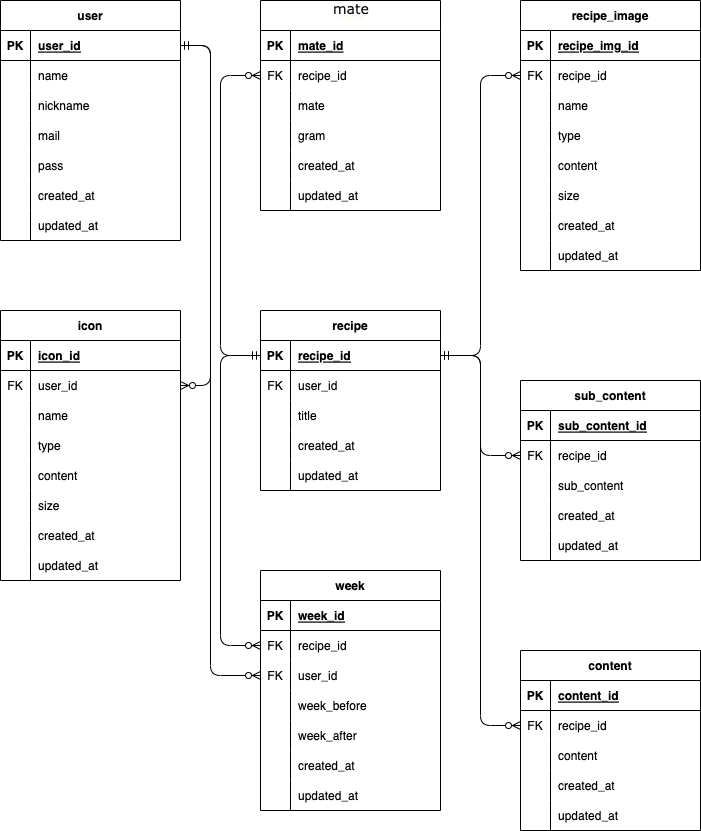 user
PK user_id
name
nickname
mail
pass
created_at
updated_at
mate
PK mate_id
FK recipe_id
mate
gram
created_at
updated_at
recipe_image
PK recipe_img_id
FK recipe_id
name
type
content
size
created_at
updated_at
icon
PK icon_id
FK user_id
name
type
content
size
created_at
updated_at
recipe
PK recipe_id
FK user_id
title
created_at
updated_at
sub_content
PK sub_content_id
FK recipe_id
sub_content
created_at
updated_at
week
PK week_id
FK recipe_id
FK user_id
week_before
week_after
created_at
updated_at
content
PK content_id
FK recipe_id
content
created_at
updated_at